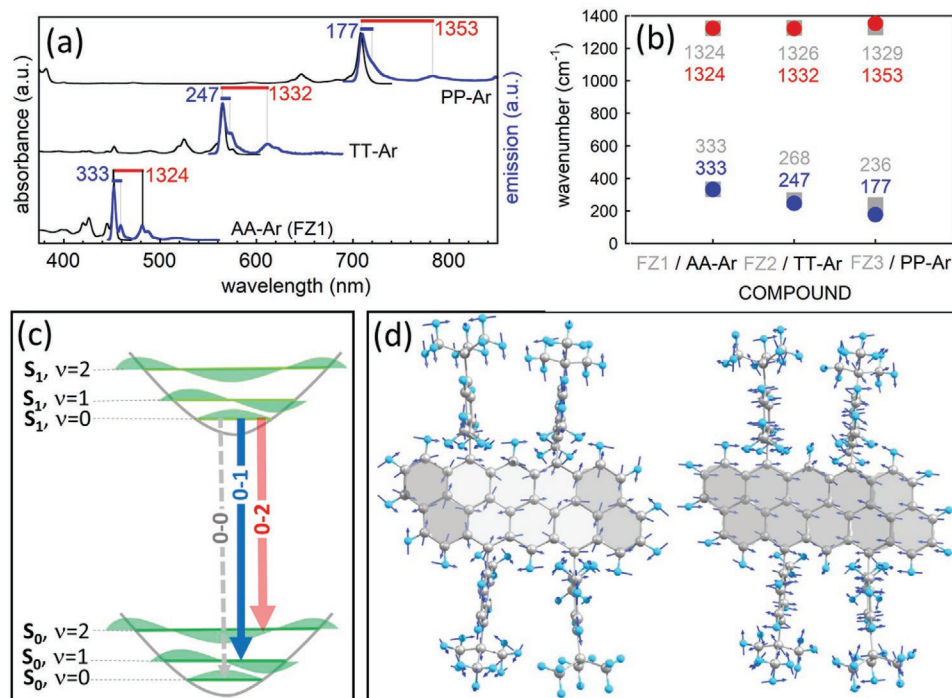 (a)
177
1353
PP-Ar
247
1332
TT-Ar
333
1324
AA-Ar (FZ1)
absorbance (a.u.)
emission (a.u.)
400 500 600 700 800
wavelength (nm)
(b)
1400
1200
1000
800
600
400
200
0
wavenumber (cm⁻¹)
1324 1326 1329
1324 1332 1353
333 268 236
333 247 177
FZ1 / AA-Ar FZ2 / TT-Ar FZ3 / PP-Ar
COMPOUND
(c)
S₁, ν=2
S₁, ν=1
S₁, ν=0
0-0
0-1
0-2
S₀, ν=2
S₀, ν=1
S₀, ν=0
(d)